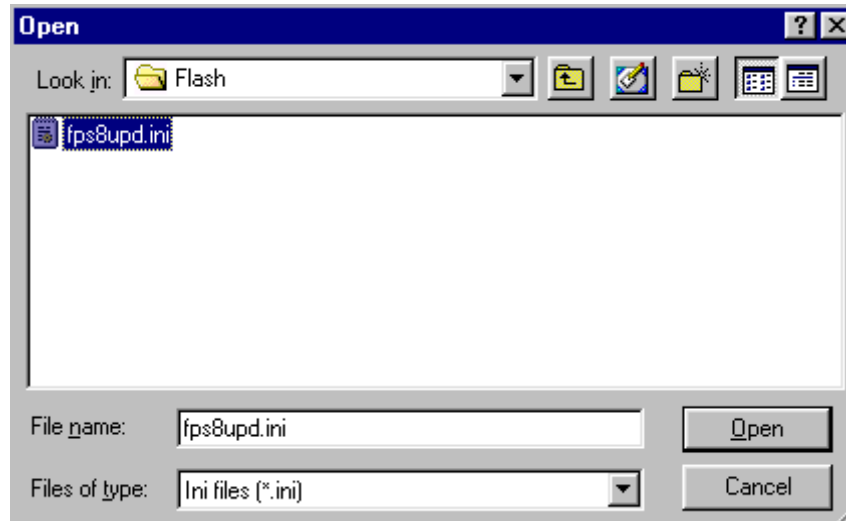 Open
Look in: Flash
fps8upd.ini
File name: fps8upd.ini Open
Files of type: Ini files (*.ini) Cancel